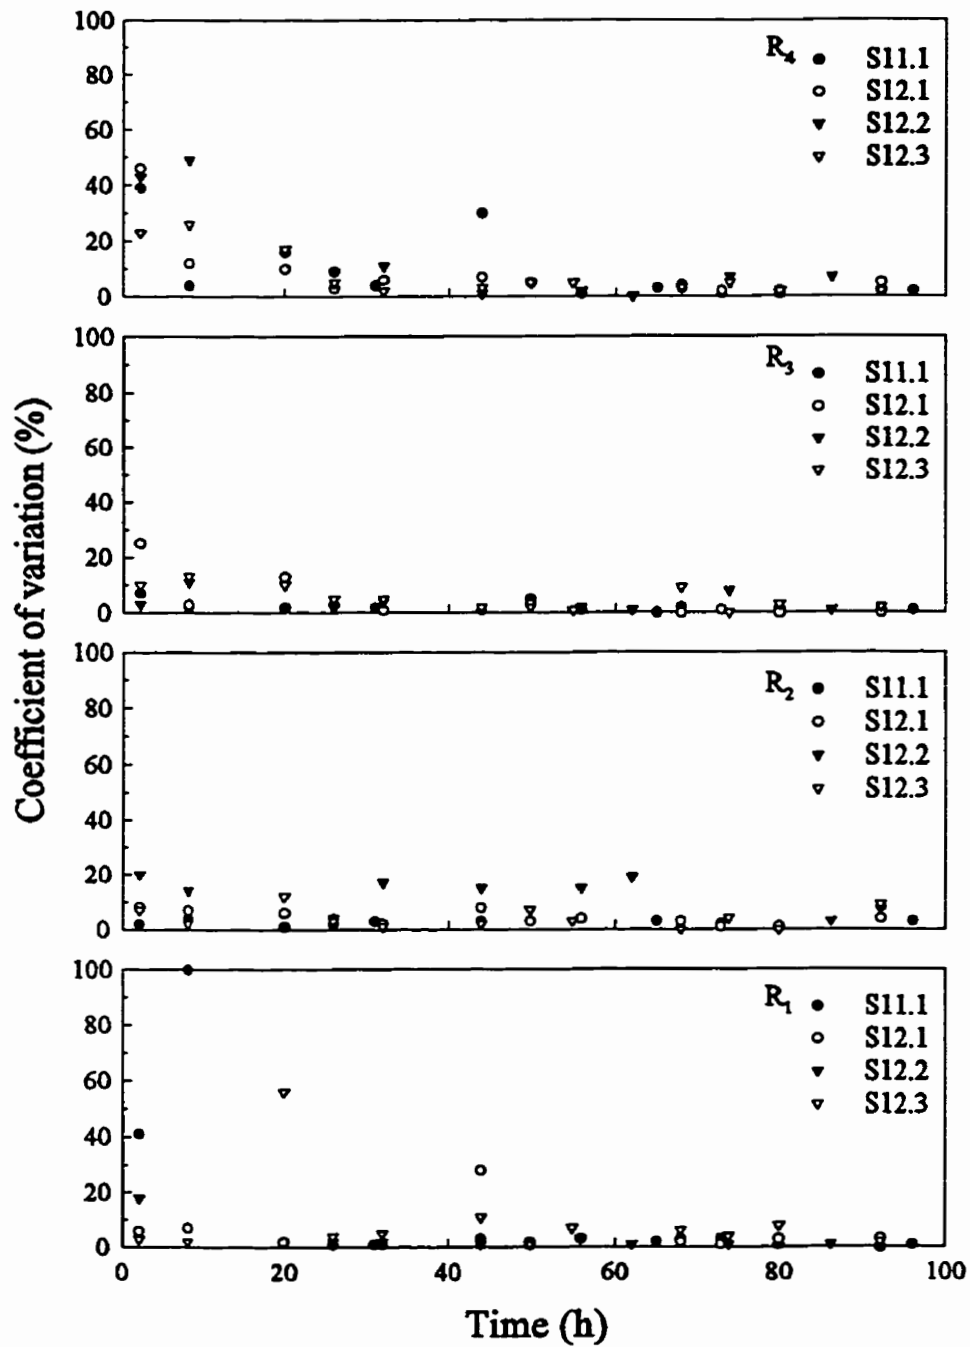 100
80
60
40
20
0
R4
S11.1
S12.1
S12.2
S12.3
100
80
60
40
20
0
R3
S11.1
S12.1
S12.2
S12.3
100
80
60
40
20
0
R2
S11.1
S12.1
S12.2
S12.3
100
80
60
40
20
0
R1
S11.1
S12.1
S12.2
S12.3
0 20 40 60 80 100
Time (h)
Coefficient of variation (%)